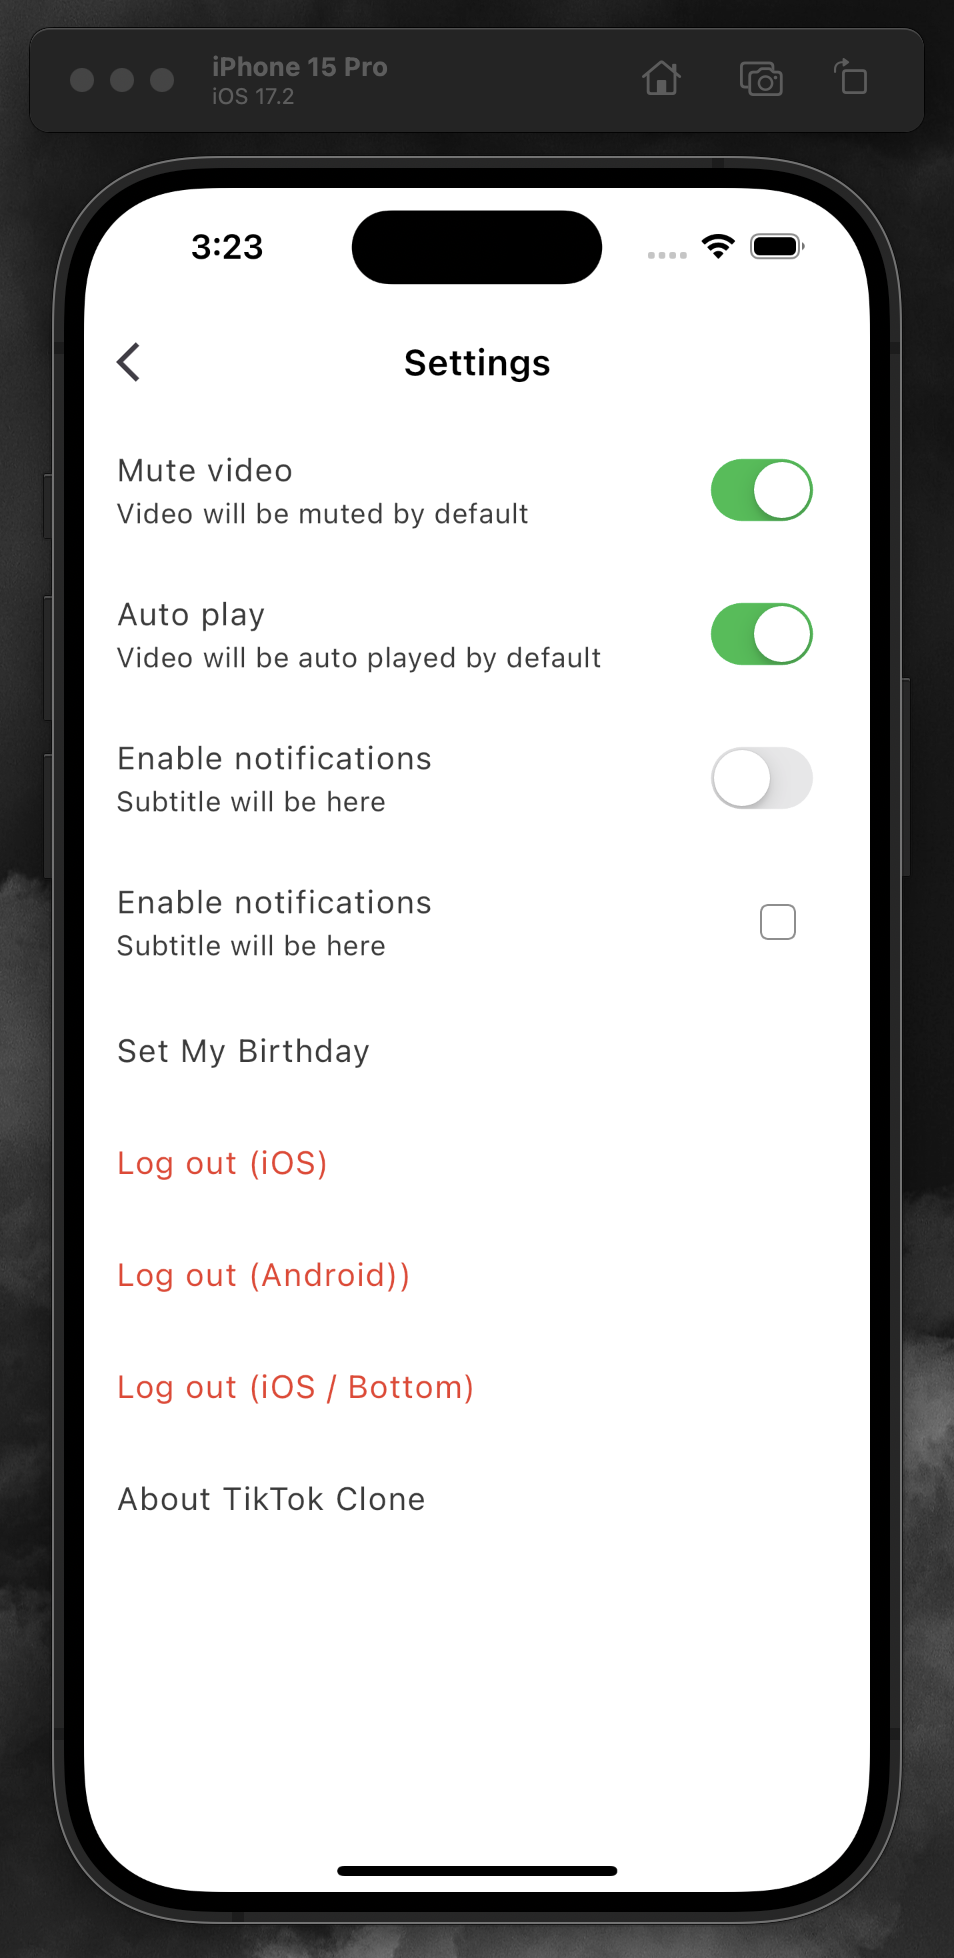 iPhone 15 Pro
iOS 17.2
3:23
Settings
Mute video
Video will be muted by default
Auto play
Video will be auto played by default
Enable notifications
Subtitle will be here
Enable notifications
Subtitle will be here
Set My Birthday
Log out (iOS)
Log out (Android))
Log out (iOS / Bottom)
About TikTok Clone